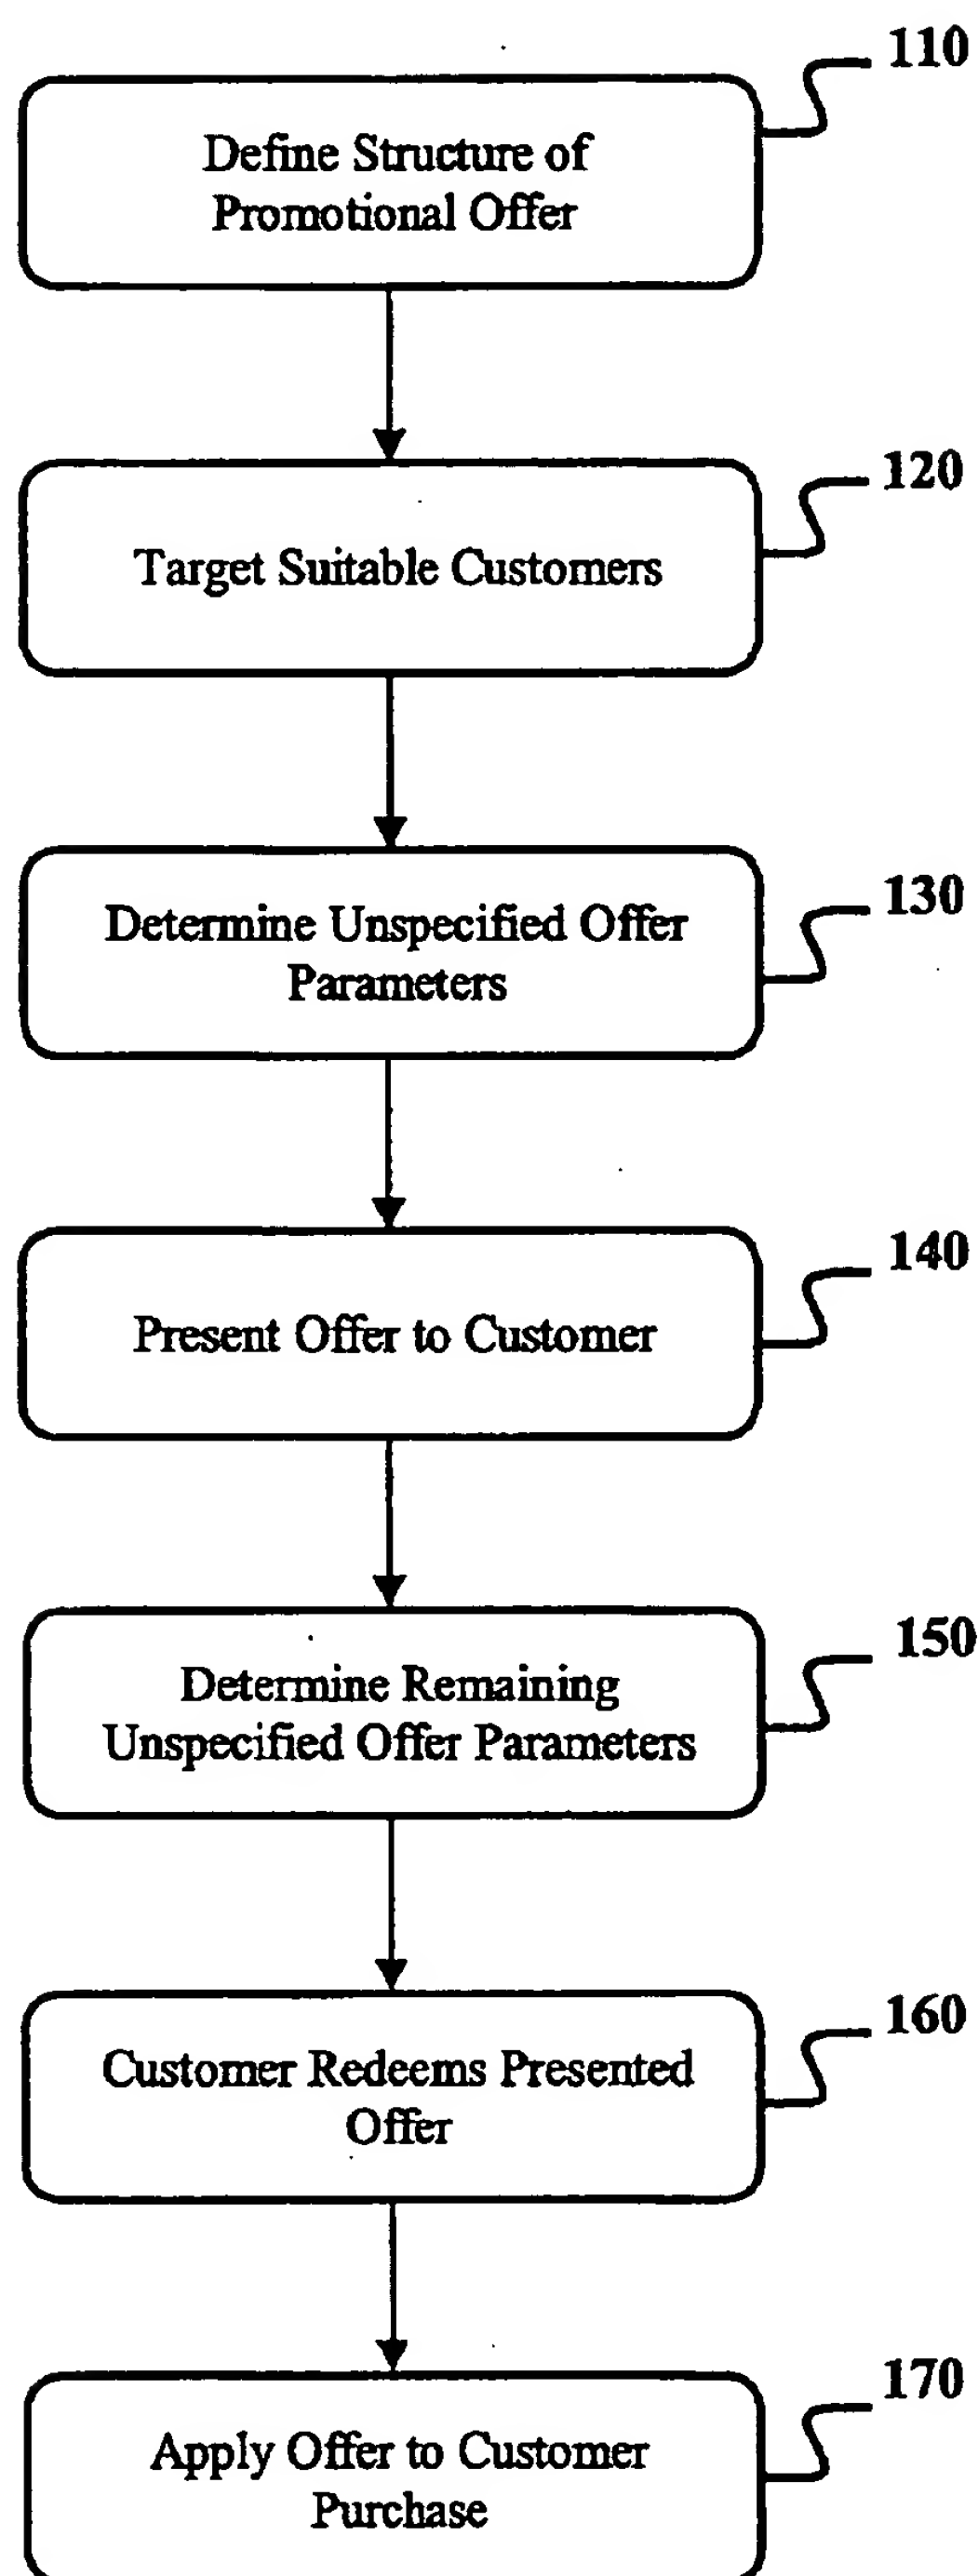 110
Define Structure of
Promotional Offer
120
Target Suitable Customers
130
Determine Unspecified Offer
Parameters
140
Present Offer to Customer
150
Determine Remaining
Unspecified Offer Parameters
160
Customer Redeems Presented
Offer
170
Apply Offer to Customer
Purchase